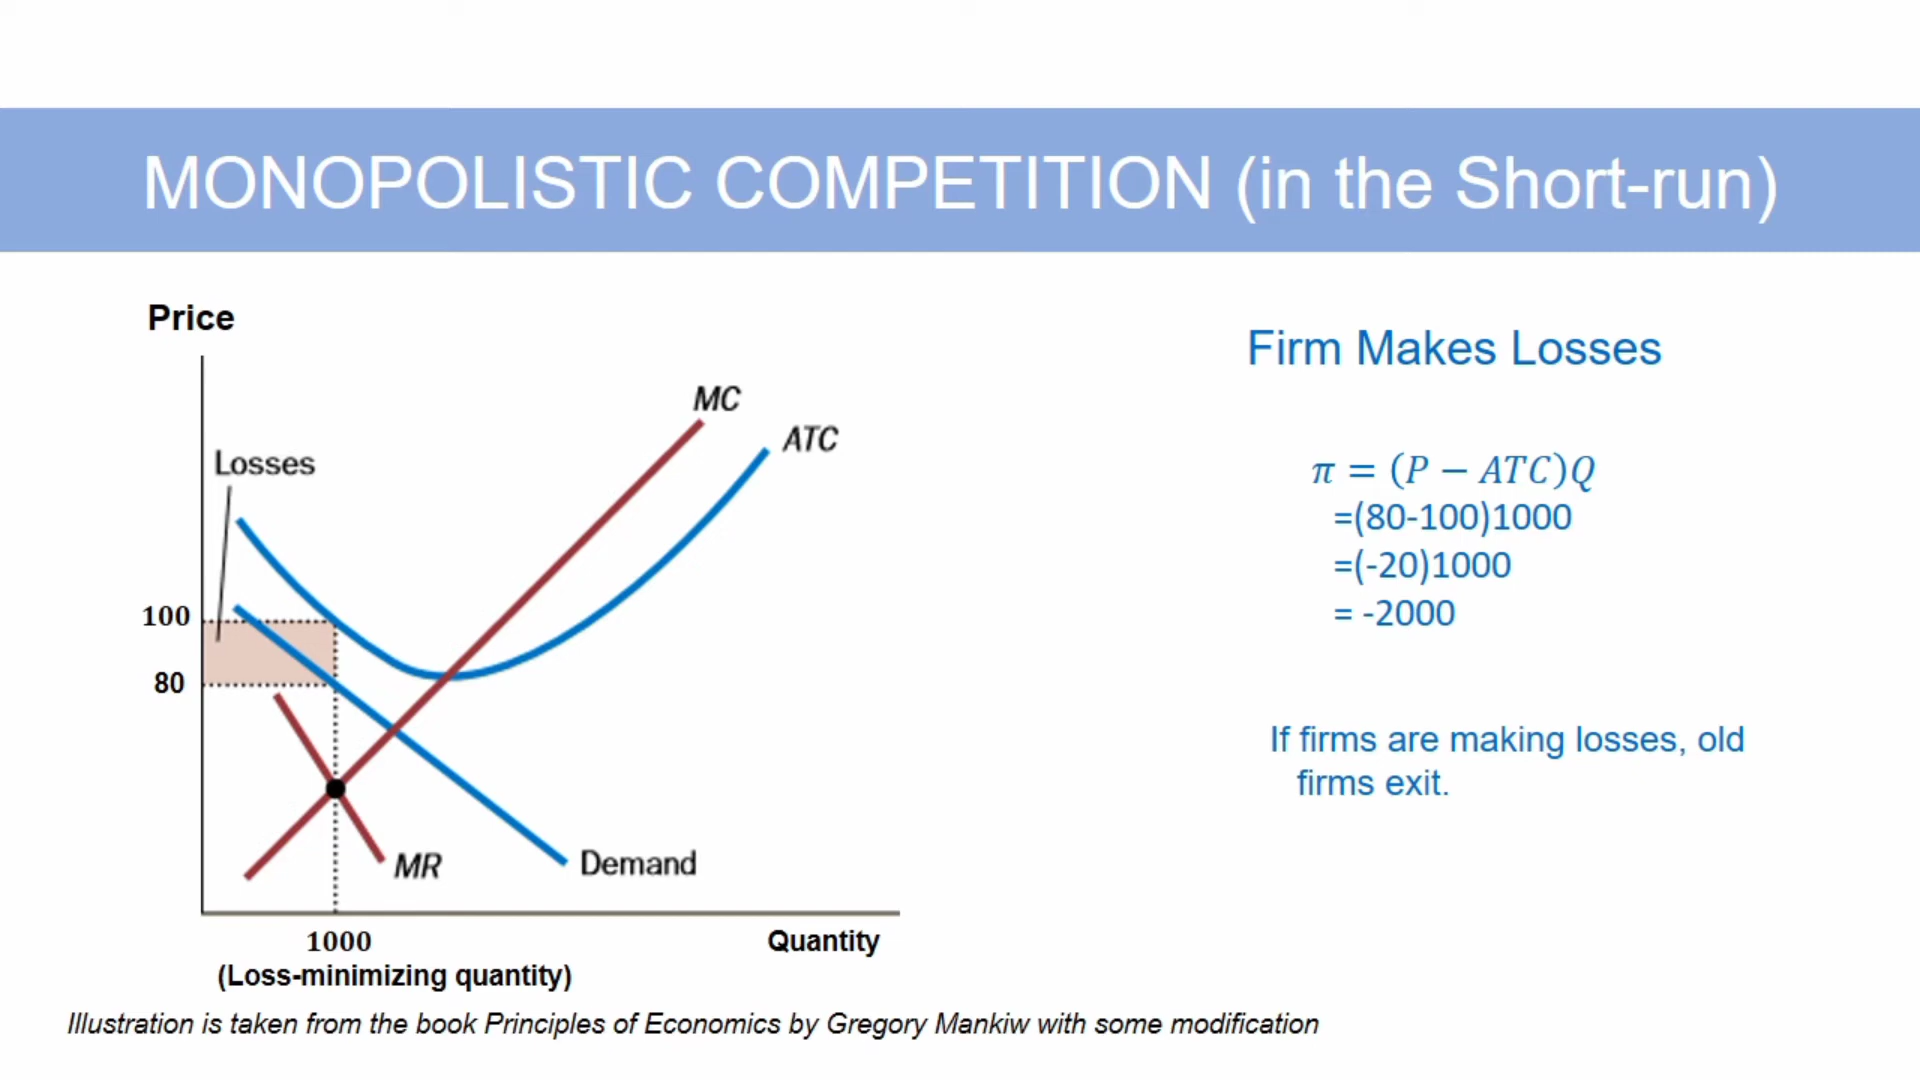 MONOPOLISTIC COMPETITION (in the Short-run)
Price
MC
ATC
Losses
100
80
MR
Demand
1000
Quantity
(Loss-minimizing quantity)
Firm Makes Losses
π = (P − ATC)Q
=(80-100)1000
=(-20)1000
= -2000
If firms are making losses, old
firms exit.
Illustration is taken from the book Principles of Economics by Gregory Mankiw with some modification